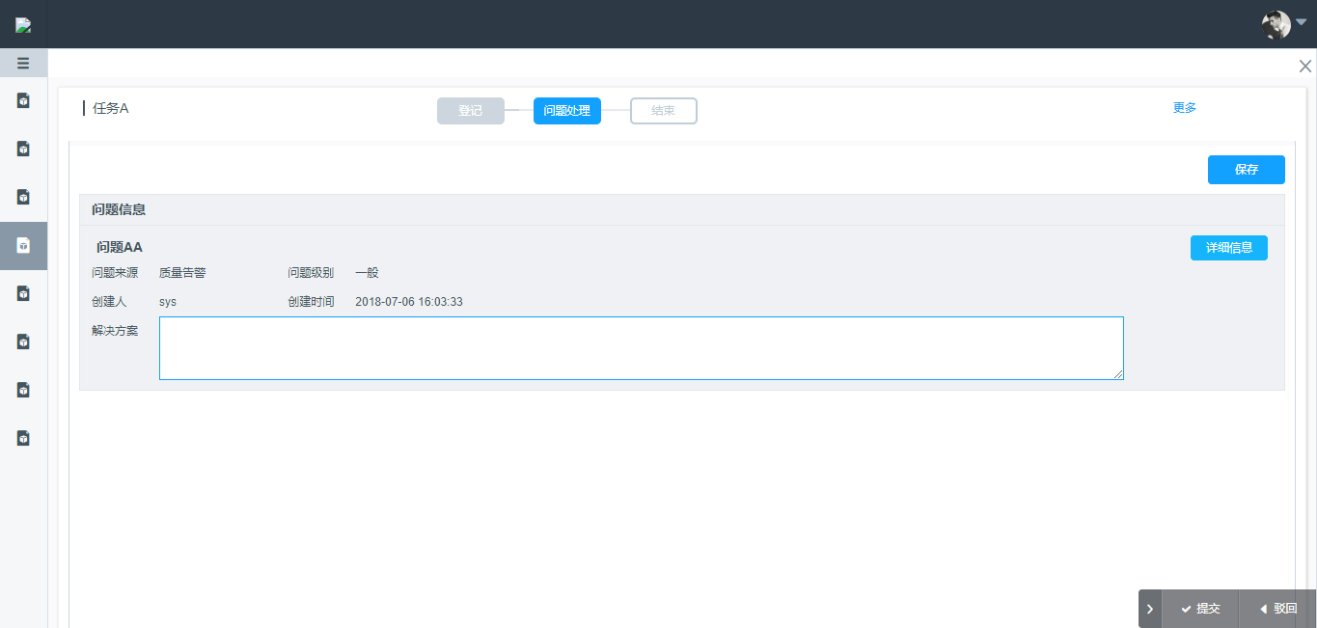 任务A 登记 问题处理 结束 更多
保存
问题信息
问题AA 详细信息
问题来源 质量告警 问题级别 一般
创建人 sys 创建时间 2018-07-06 16:03:33
解决方案
提交 驳回